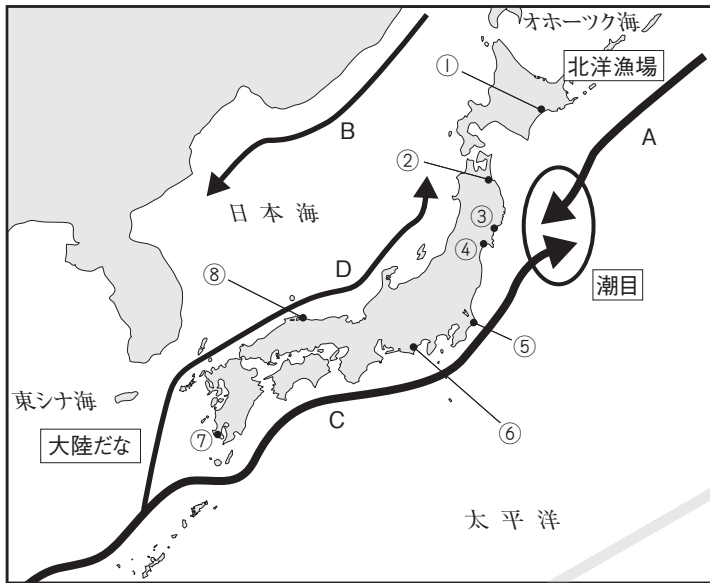 オホーツク海
①
北洋漁場
A
B
②
日本海
③
④
D
⑧
潮目
⑤
東シナ海
C
大陸だな
⑦
⑥
太平洋